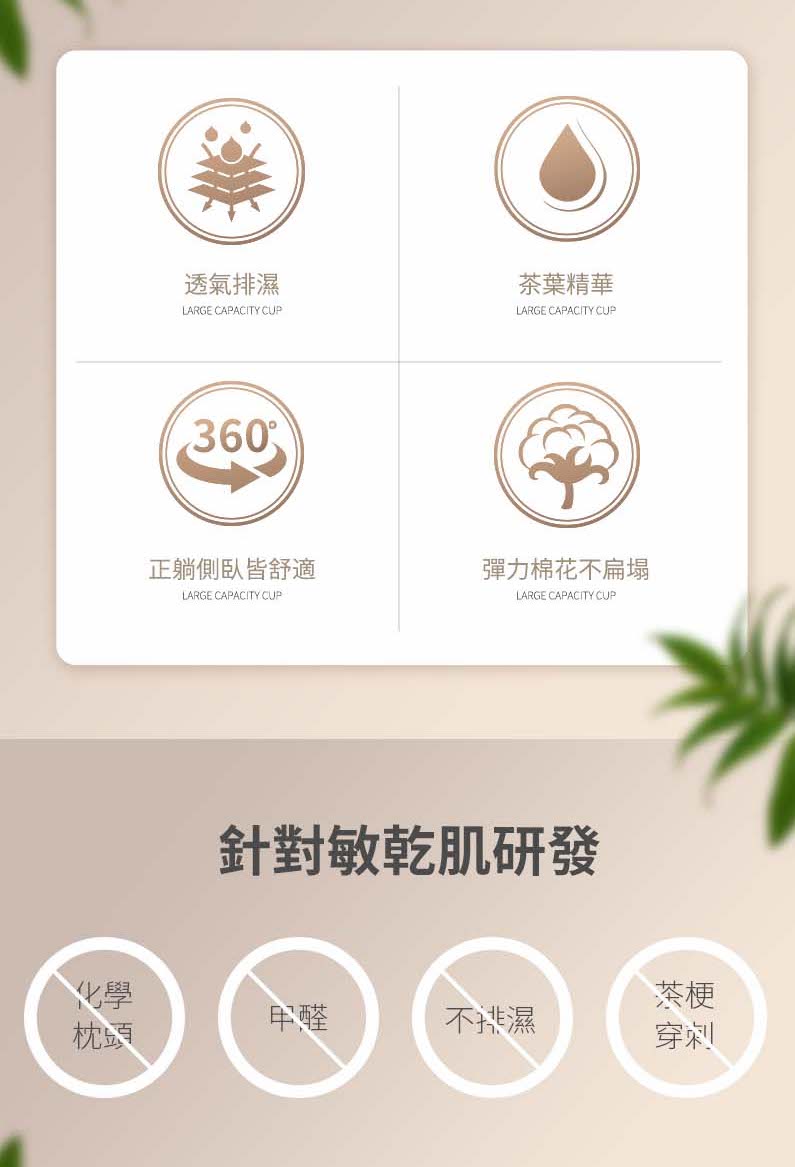 透氣排濕
LARGE CAPACITY CUP
茶葉精華
LARGE CAPACITY CUP
360°
正躺側臥皆舒適
LARGE CAPACITY CUP
彈力棉花不扁塌
LARGE CAPACITY CUP
針對敏乾肌研發
化學
枕頭
甲醛
不排濕
茶梗
穿刺